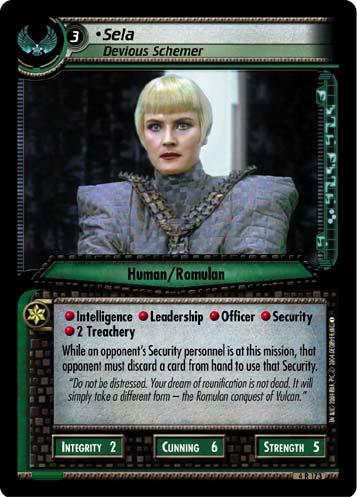 3
•Sela
Devious Schemer
Human/Romulan
• Intelligence • Leadership • Officer • Security
• 2 Treachery
While an opponent's Security personnel is at this mission, that
opponent must discard a card from hand to use that Security.
"Do not be distressed. Your dream of reunification is not dead. It will
simply take a different form – the Romulan conquest of Vulcan."
INTEGRITY 2 CUNNING 6 STRENGTH 5
4 R 173